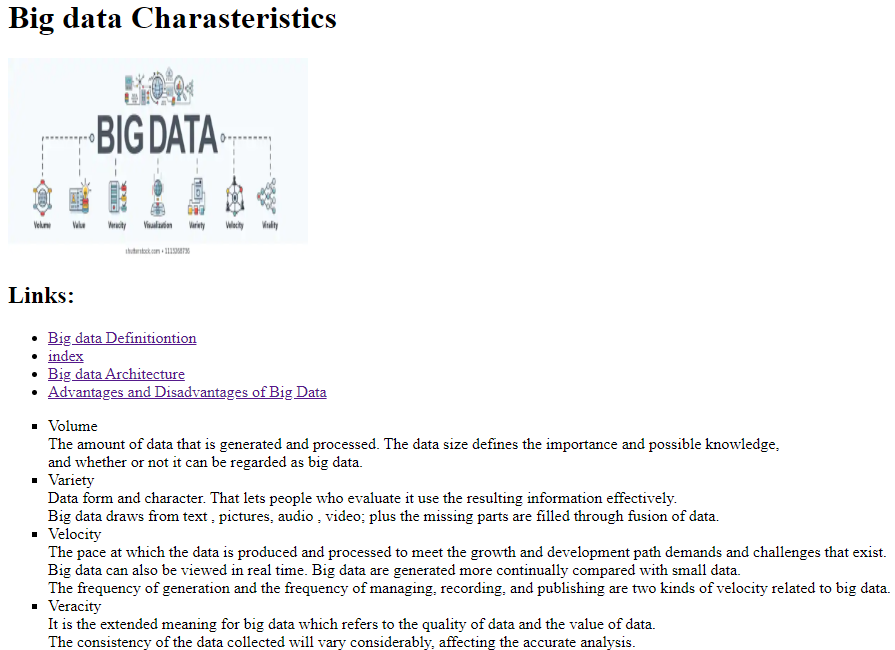 Big data Charasteristics
BIG DATA
Volume Value Veracity Visualization Variety Velocity Virality
shutterstock.com • 1113268736
Links:
Big data Definitiontion
index
Big data Architecture
Advantages and Disadvantages of Big Data
Volume
The amount of data that is generated and processed. The data size defines the importance and possible knowledge,
and whether or not it can be regarded as big data.
Variety
Data form and character. That lets people who evaluate it use the resulting information effectively.
Big data draws from text , pictures, audio , video; plus the missing parts are filled through fusion of data.
Velocity
The pace at which the data is produced and processed to meet the growth and development path demands and challenges that exist.
Big data can also be viewed in real time. Big data are generated more continually compared with small data.
The frequency of generation and the frequency of managing, recording, and publishing are two kinds of velocity related to big data.
Veracity
It is the extended meaning for big data which refers to the quality of data and the value of data.
The consistency of the data collected will vary considerably, affecting the accurate analysis.